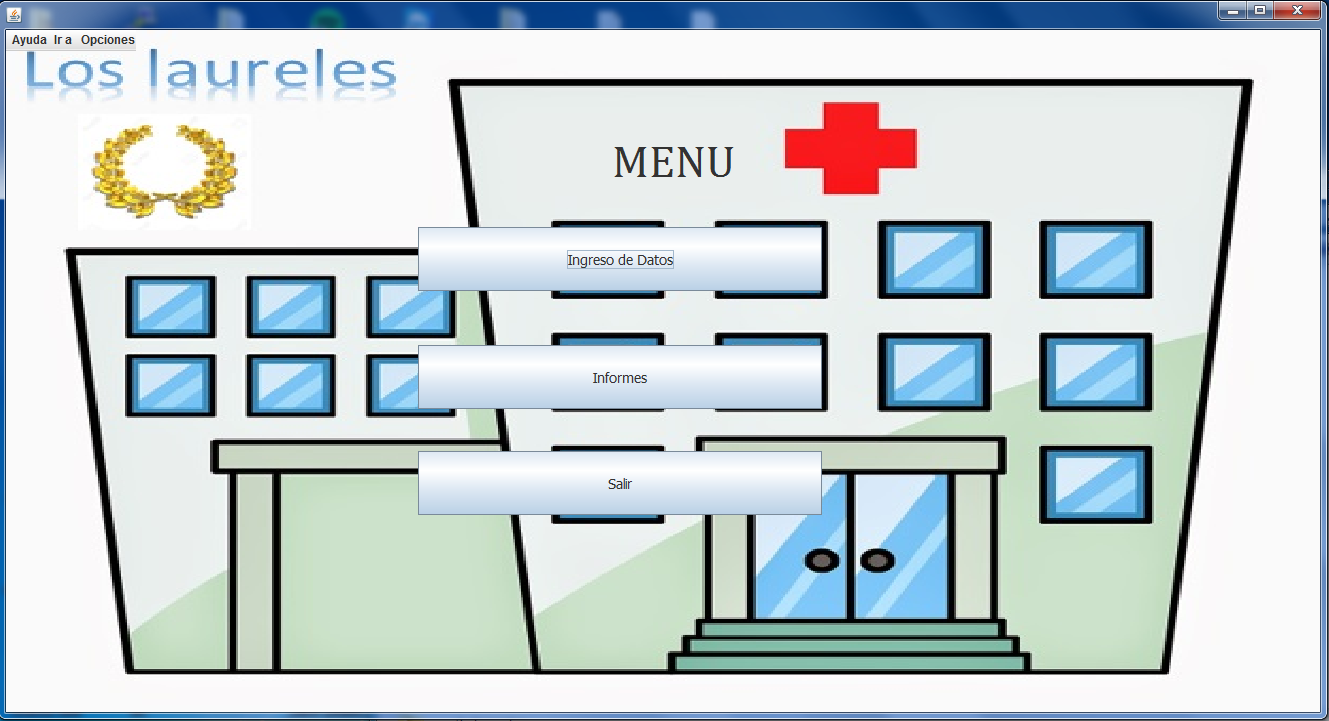 Ayuda Ir a Opciones
Los laureles
MENU
Ingreso de Datos
Informes
Salir